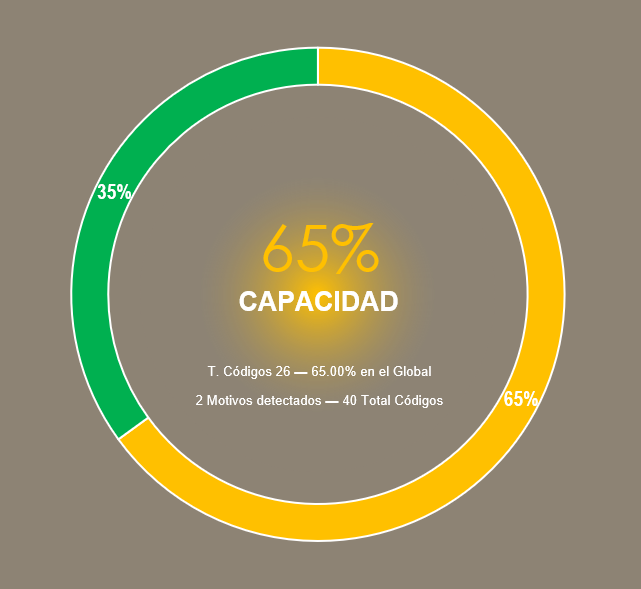 35%
65%
CAPACIDAD
T. Códigos 26 — 65.00% en el Global
65%
2 Motivos detectados — 40 Total Códigos